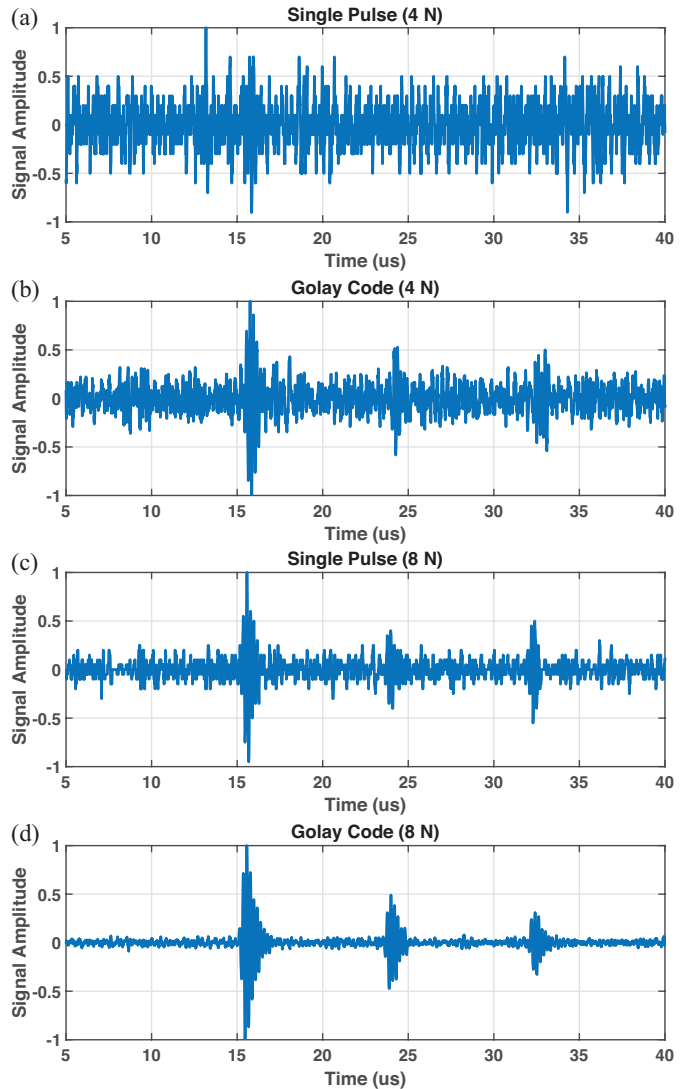 (a)
Single Pulse (4 N)
1
0.5
0
-0.5
-1
Signal Amplitude
5 10 15 20 25 30 35 40
Time (us)
(b)
Golay Code (4 N)
1
0.5
0
-0.5
-1
Signal Amplitude
5 10 15 20 25 30 35 40
Time (us)
(c)
Single Pulse (8 N)
1
0.5
0
-0.5
-1
Signal Amplitude
5 10 15 20 25 30 35 40
Time (us)
(d)
Golay Code (8 N)
1
0.5
0
-0.5
-1
Signal Amplitude
5 10 15 20 25 30 35 40
Time (us)